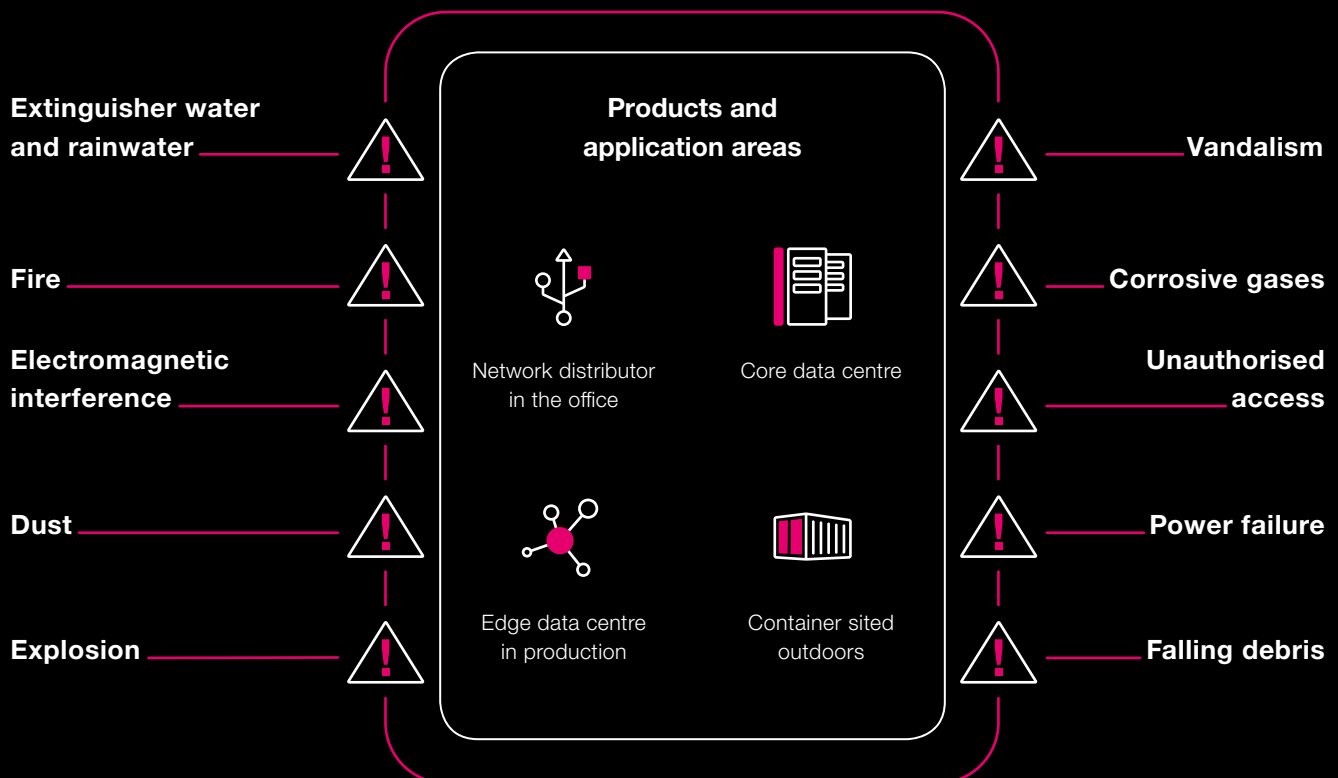 Extinguisher water
and rainwater
Fire
Electromagnetic
interference
Dust
Explosion
Products and
application areas
Network distributor
in the office
Core data centre
Edge data centre
in production
Container sited
outdoors
Vandalism
Corrosive gases
Unauthorised
access
Power failure
Falling debris